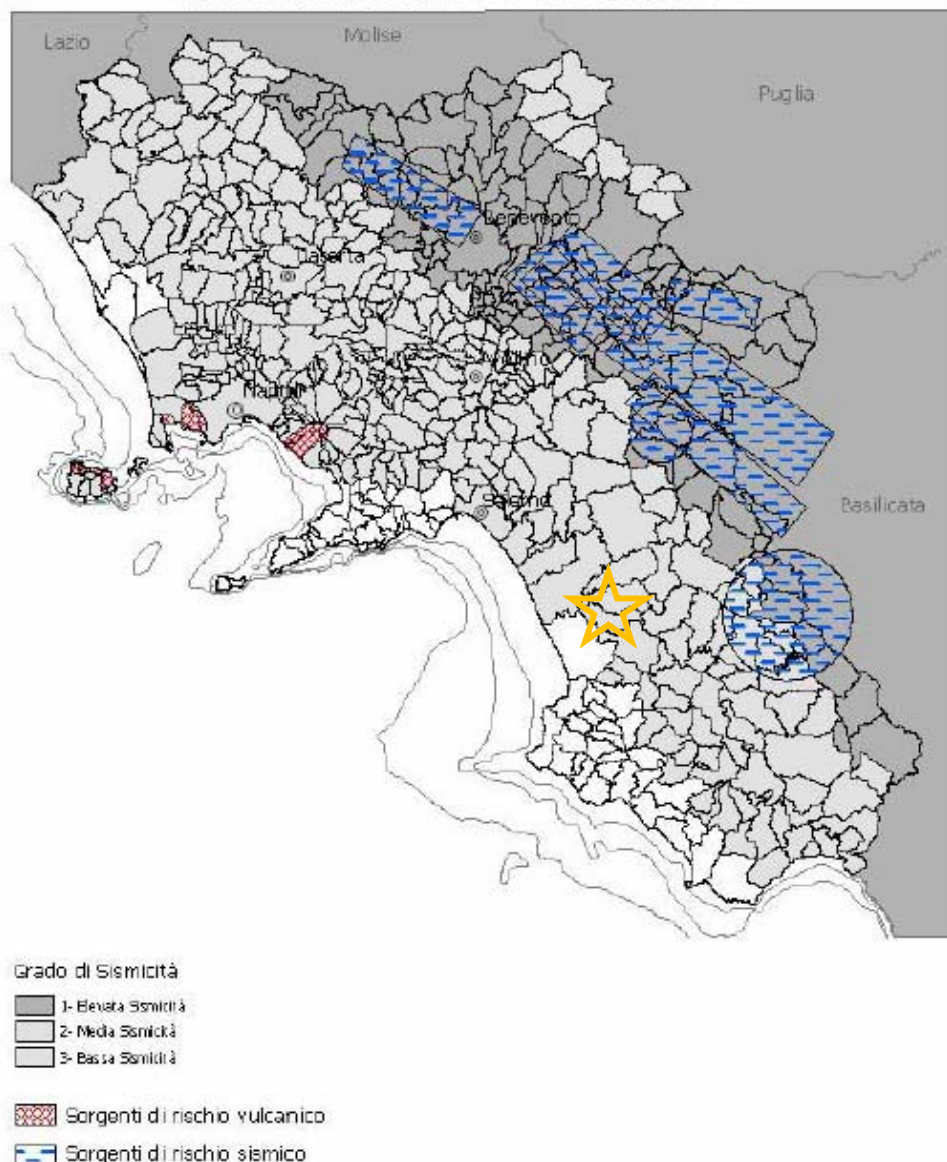 Lazio
Molise
Puglia
Benevento
Caserta
Avellino
Napoli
Salerno
Basilicata
Grado di Sismicità
1- Elevata Sismicità
2- Media Sismicità
3- Bassa Sismicità
Sorgenti di rischio vulcanico
Sorgenti di rischio sismico